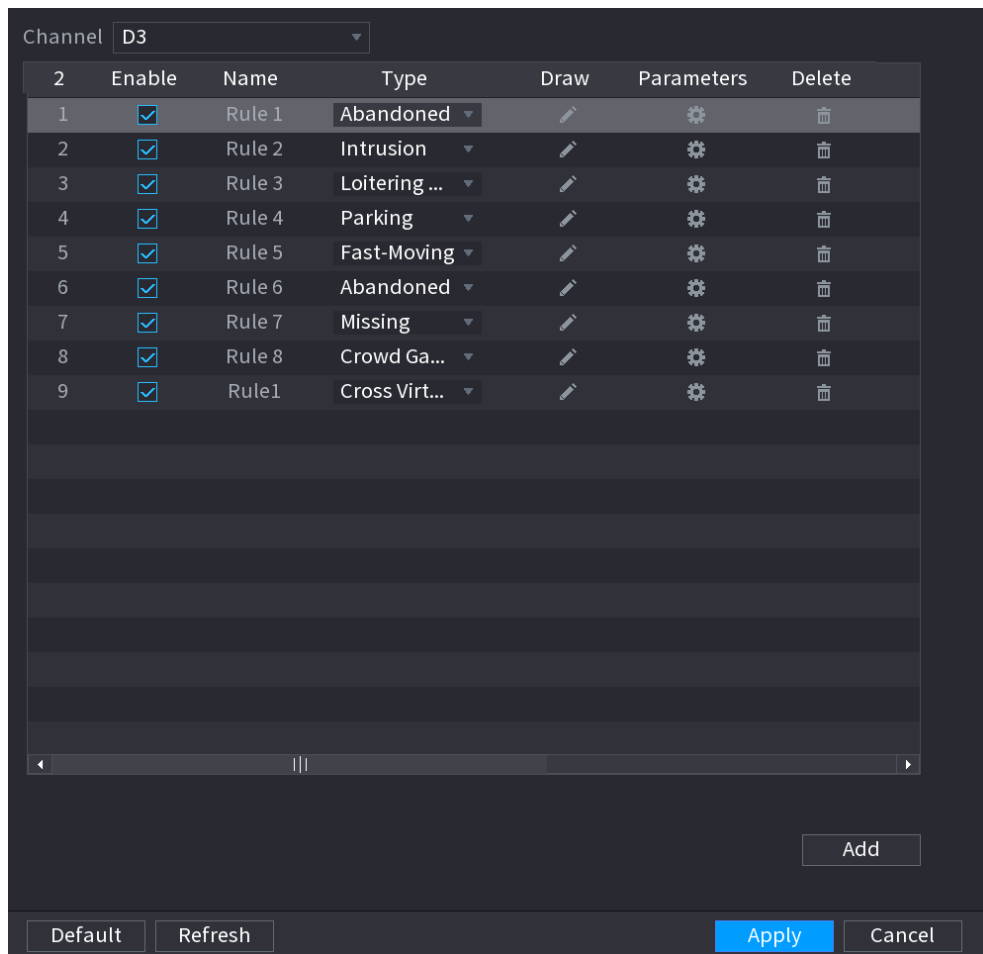 Channel D3
2 Enable Name Type Draw Parameters Delete
1 Rule 1 Abandoned
2 Rule 2 Intrusion
3 Rule 3 Loitering ...
4 Rule 4 Parking
5 Rule 5 Fast-Moving
6 Rule 6 Abandoned
7 Rule 7 Missing
8 Rule 8 Crowd Ga...
9 Rule1 Cross Virt...
Add
Default Refresh Apply Cancel